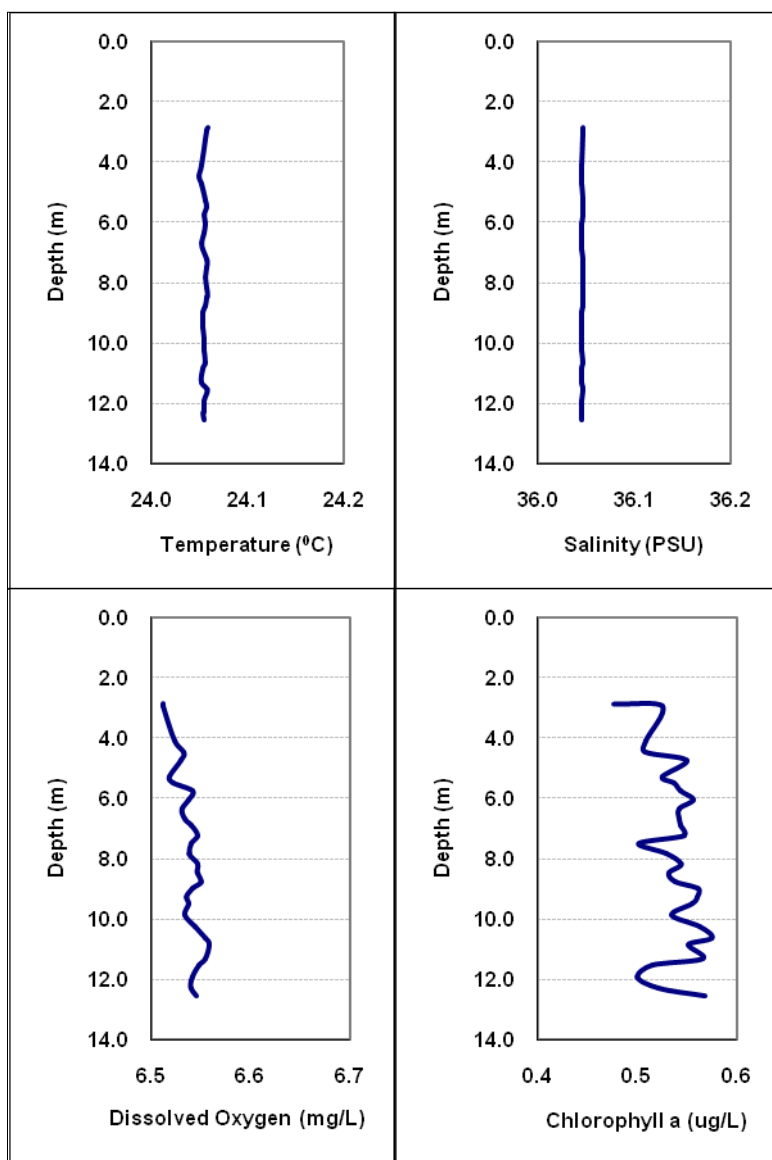 0.0
2.0
4.0
6.0
8.0
10.0
12.0
14.0
Depth (m)
24.0 24.1 24.2
Temperature (⁰C)
0.0
2.0
4.0
6.0
8.0
10.0
12.0
14.0
Depth (m)
36.0 36.1 36.2
Salinity (PSU)
0.0
2.0
4.0
6.0
8.0
10.0
12.0
14.0
Depth (m)
6.5 6.6 6.7
Dissolved Oxygen (mg/L)
0.0
2.0
4.0
6.0
8.0
10.0
12.0
14.0
Depth (m)
0.4 0.5 0.6
Chlorophyll a (ug/L)